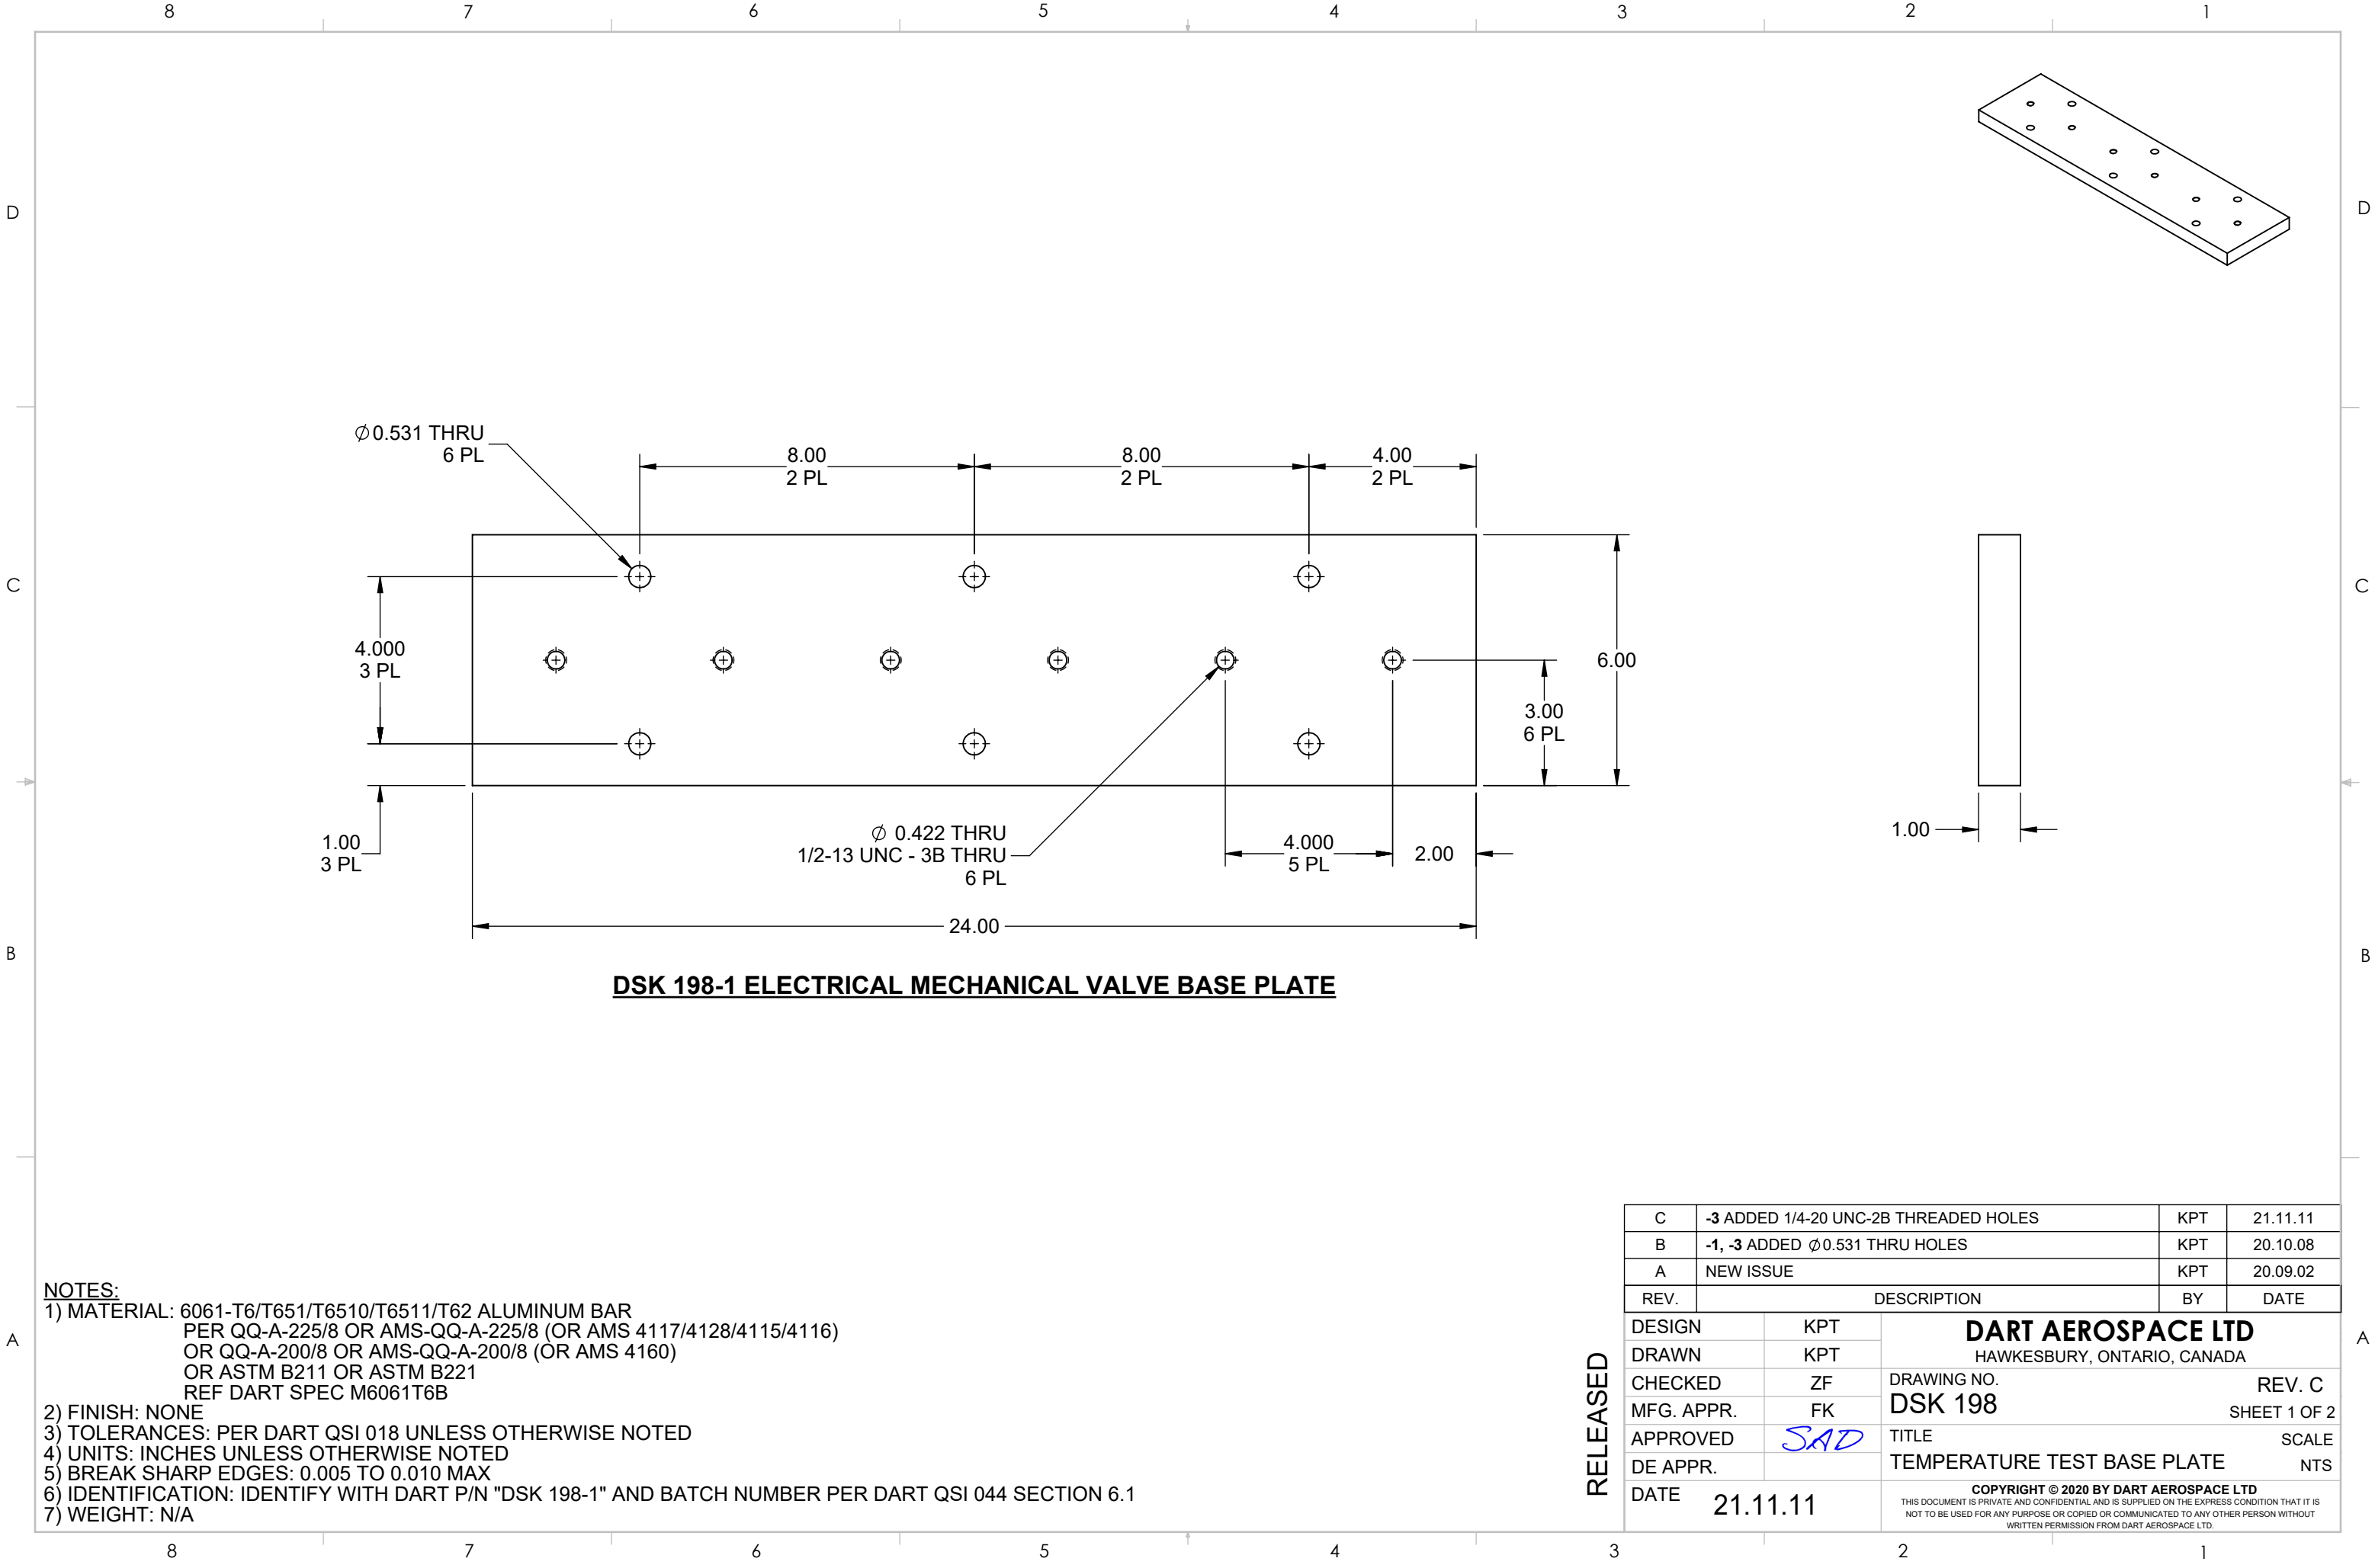 8 7 6 5 4 3 2 1
D
D
Ø0.531 THRU
6 PL
8.00
2 PL
8.00
2 PL
4.00
2 PL
C
C
4.000
3 PL
6.00
3.00
6 PL
1.00
3 PL
Ø 0.422 THRU
1/2-13 UNC - 3B THRU
6 PL
4.000
5 PL
2.00
1.00
24.00
B
B
DSK 198-1 ELECTRICAL MECHANICAL VALVE BASE PLATE
A
A
NOTES:
1) MATERIAL: 6061-T6/T651/T6510/T6511/T62 ALUMINUM BAR
PER QQ-A-225/8 OR AMS-QQ-A-225/8 (OR AMS 4117/4128/4115/4116)
OR QQ-A-200/8 OR AMS-QQ-A-200/8 (OR AMS 4160)
OR ASTM B211 OR ASTM B221
REF DART SPEC M6061T6B
2) FINISH: NONE
3) TOLERANCES: PER DART QSI 018 UNLESS OTHERWISE NOTED
4) UNITS: INCHES UNLESS OTHERWISE NOTED
5) BREAK SHARP EDGES: 0.005 TO 0.010 MAX
6) IDENTIFICATION: IDENTIFY WITH DART P/N "DSK 198-1" AND BATCH NUMBER PER DART QSI 044 SECTION 6.1
7) WEIGHT: N/A
RELEASED
C -3 ADDED 1/4-20 UNC-2B THREADED HOLES KPT 21.11.11
B -1, -3 ADDED Ø0.531 THRU HOLES KPT 20.10.08
A NEW ISSUE KPT 20.09.02
REV. DESCRIPTION BY DATE
DESIGN KPT
DRAWN KPT
CHECKED ZF
MFG. APPR. FK
APPROVED SAD
DE APPR.
DATE 21.11.11
DART AEROSPACE LTD
HAWKESBURY, ONTARIO, CANADA
DRAWING NO. REV. C
DSK 198 SHEET 1 OF 2
TITLE SCALE
TEMPERATURE TEST BASE PLATE NTS
COPYRIGHT © 2020 BY DART AEROSPACE LTD
THIS DOCUMENT IS PRIVATE AND CONFIDENTIAL AND IS SUPPLIED ON THE EXPRESS CONDITION THAT IT IS
NOT TO BE USED FOR ANY PURPOSE OR COPIED OR COMMUNICATED TO ANY OTHER PERSON WITHOUT
WRITTEN PERMISSION FROM DART AEROSPACE LTD.
8 7 6 5 4 3 2 1